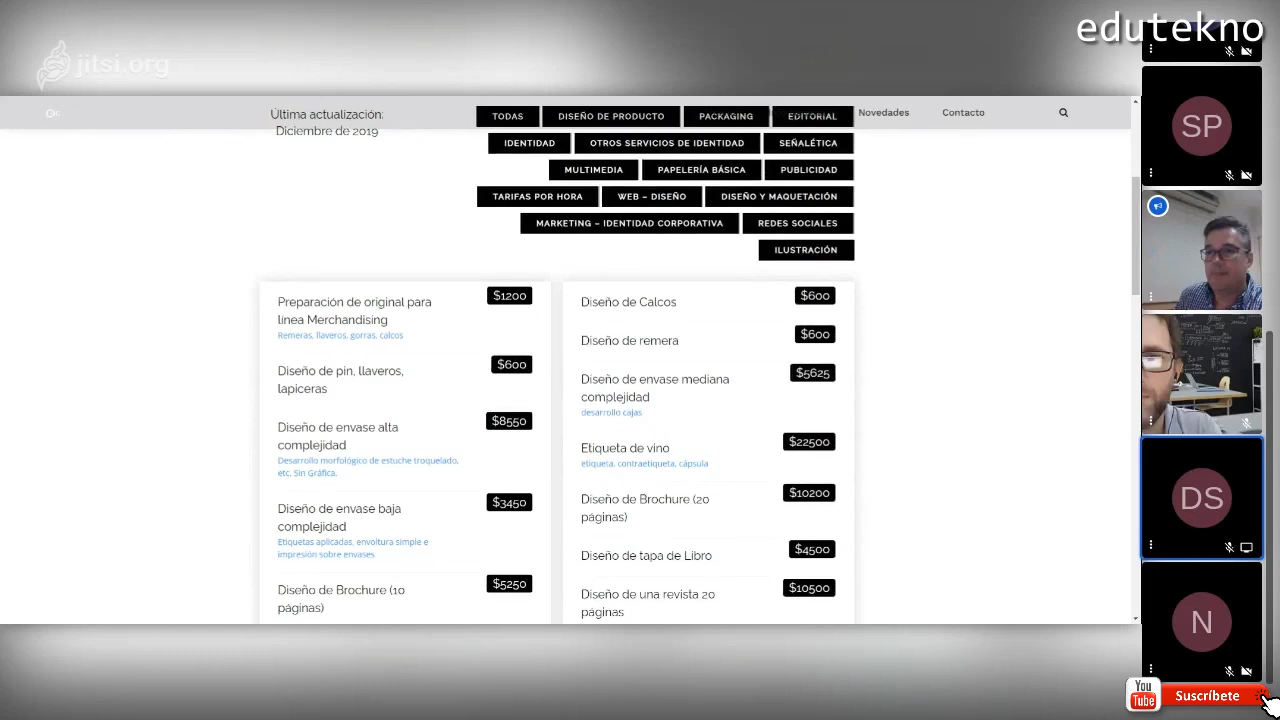 edutekno
jitsi.org
Novedades
Contacto
Última actualización:
Diciembre de 2019
TODAS
DISEÑO DE PRODUCTO
PACKAGING
EDITORIAL
IDENTIDAD
OTROS SERVICIOS DE IDENTIDAD
SEÑALÉTICA
MULTIMEDIA
PAPELERÍA BÁSICA
PUBLICIDAD
TARIFAS POR HORA
WEB – DISEÑO
DISEÑO Y MAQUETACIÓN
MARKETING – IDENTIDAD CORPORATIVA
REDES SOCIALES
ILUSTRACIÓN
Preparación de original para
línea Merchandising
$1200
Remeras, llaveros, gorras, calcos
Diseño de pin, llaveros,
lapiceras
$600
Diseño de envase alta
complejidad
$8550
Desarrollo morfológico de estuche troquelado,
etc. Sin Gráfica.
Diseño de envase baja
complejidad
$3450
Etiquetas aplicadas, envoltura simple e
impresión sobre envases
Diseño de Brochure (10
páginas)
$5250
Diseño de Calcos
$600
Diseño de remera
$600
Diseño de envase mediana
complejidad
$5625
desarrollo cajas
Etiqueta de vino
$22500
etiqueta, contraetiqueta, cápsula
Diseño de Brochure (20
páginas)
$10200
Diseño de tapa de Libro
$4500
Diseño de una revista 20
páginas
$10500
SP
DS
N
You
Tube
Suscríbete